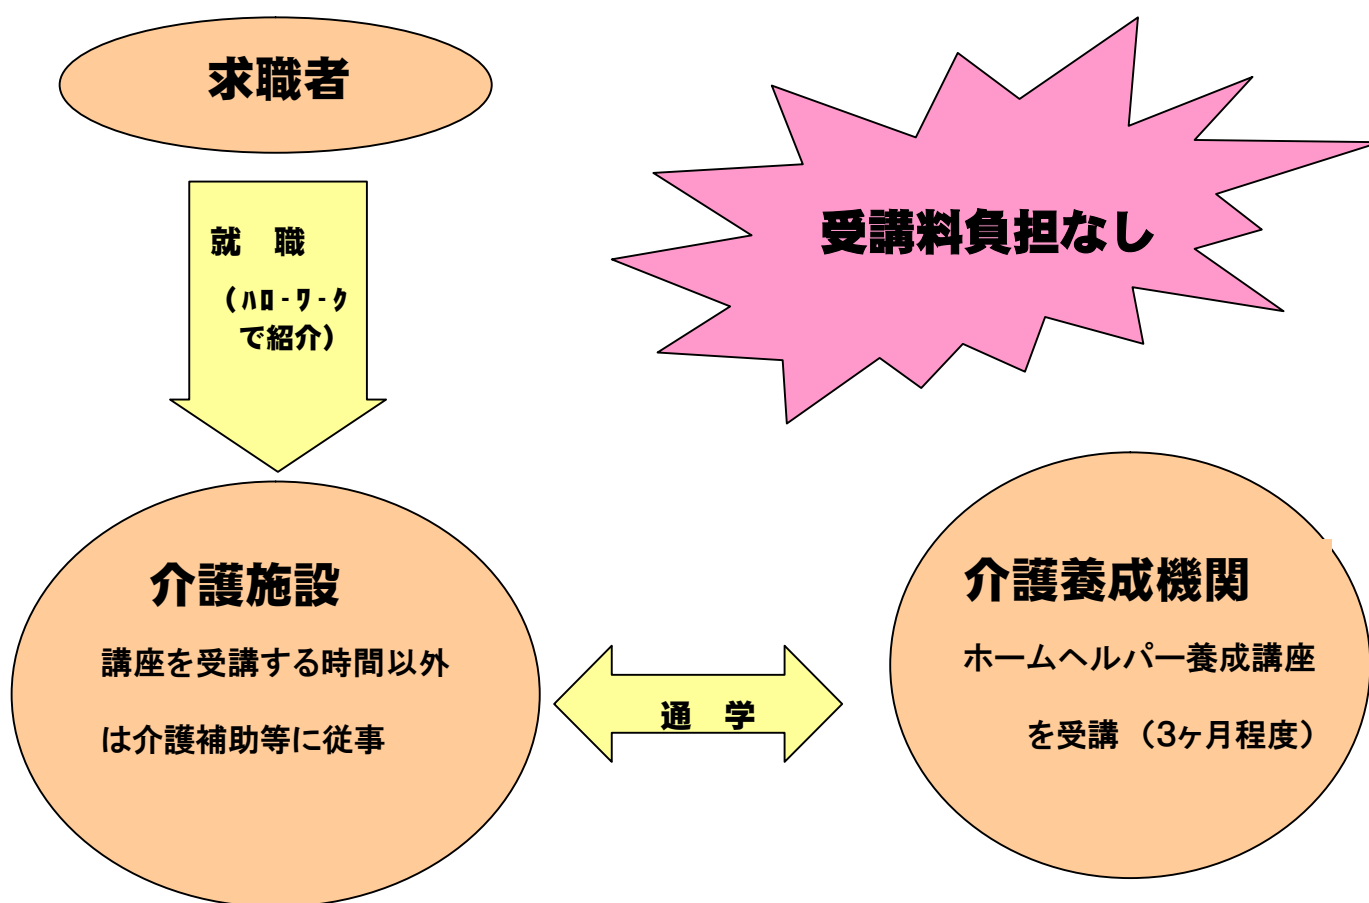 求職者
就　職
（ﾊﾛ-ﾜ-ｸ
で紹介）
受講料負担なし
介護施設
講座を受講する時間以外
は介護補助等に従事
通　学
介護養成機関
ホームヘルパー養成講座
を受講（3ヶ月程度）